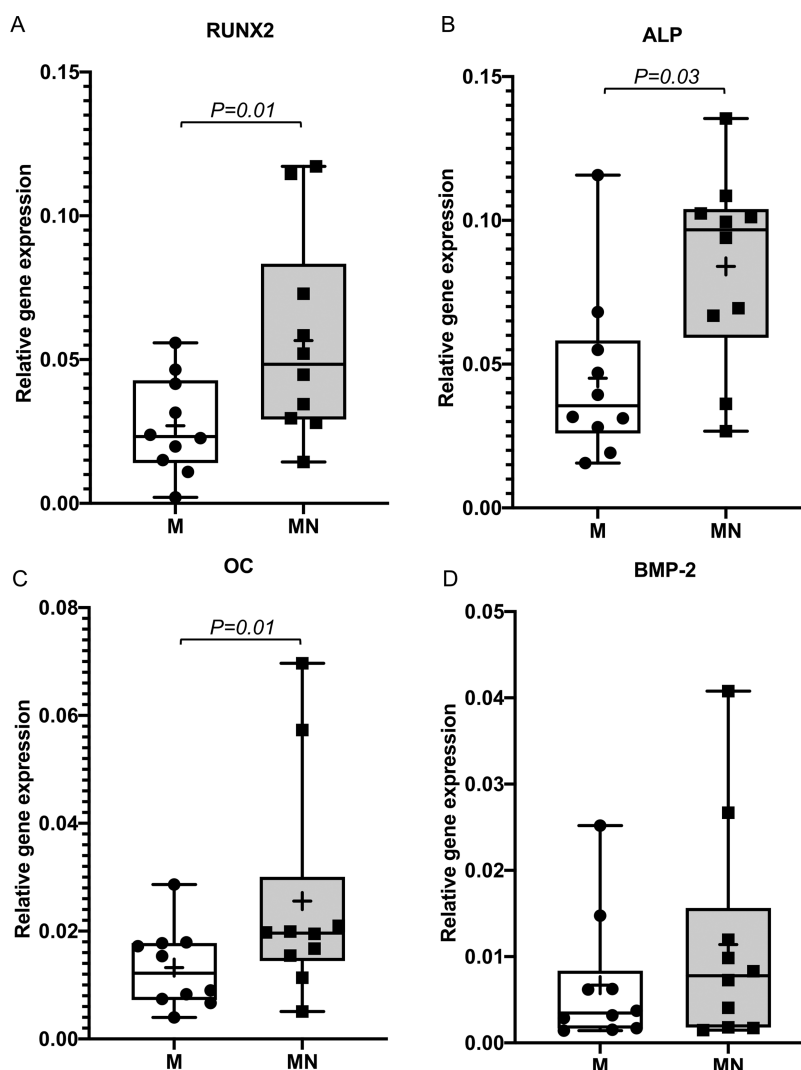 A
RUNX2
Relative gene expression
0.15
0.10
0.05
0.00
P=0.01
M
MN
B
ALP
Relative gene expression
0.15
0.10
0.05
0.00
P=0.03
M
MN
C
OC
Relative gene expression
0.08
0.06
0.04
0.02
0.00
P=0.01
M
MN
D
BMP-2
Relative gene expression
0.05
0.04
0.03
0.02
0.01
0.00
M
MN